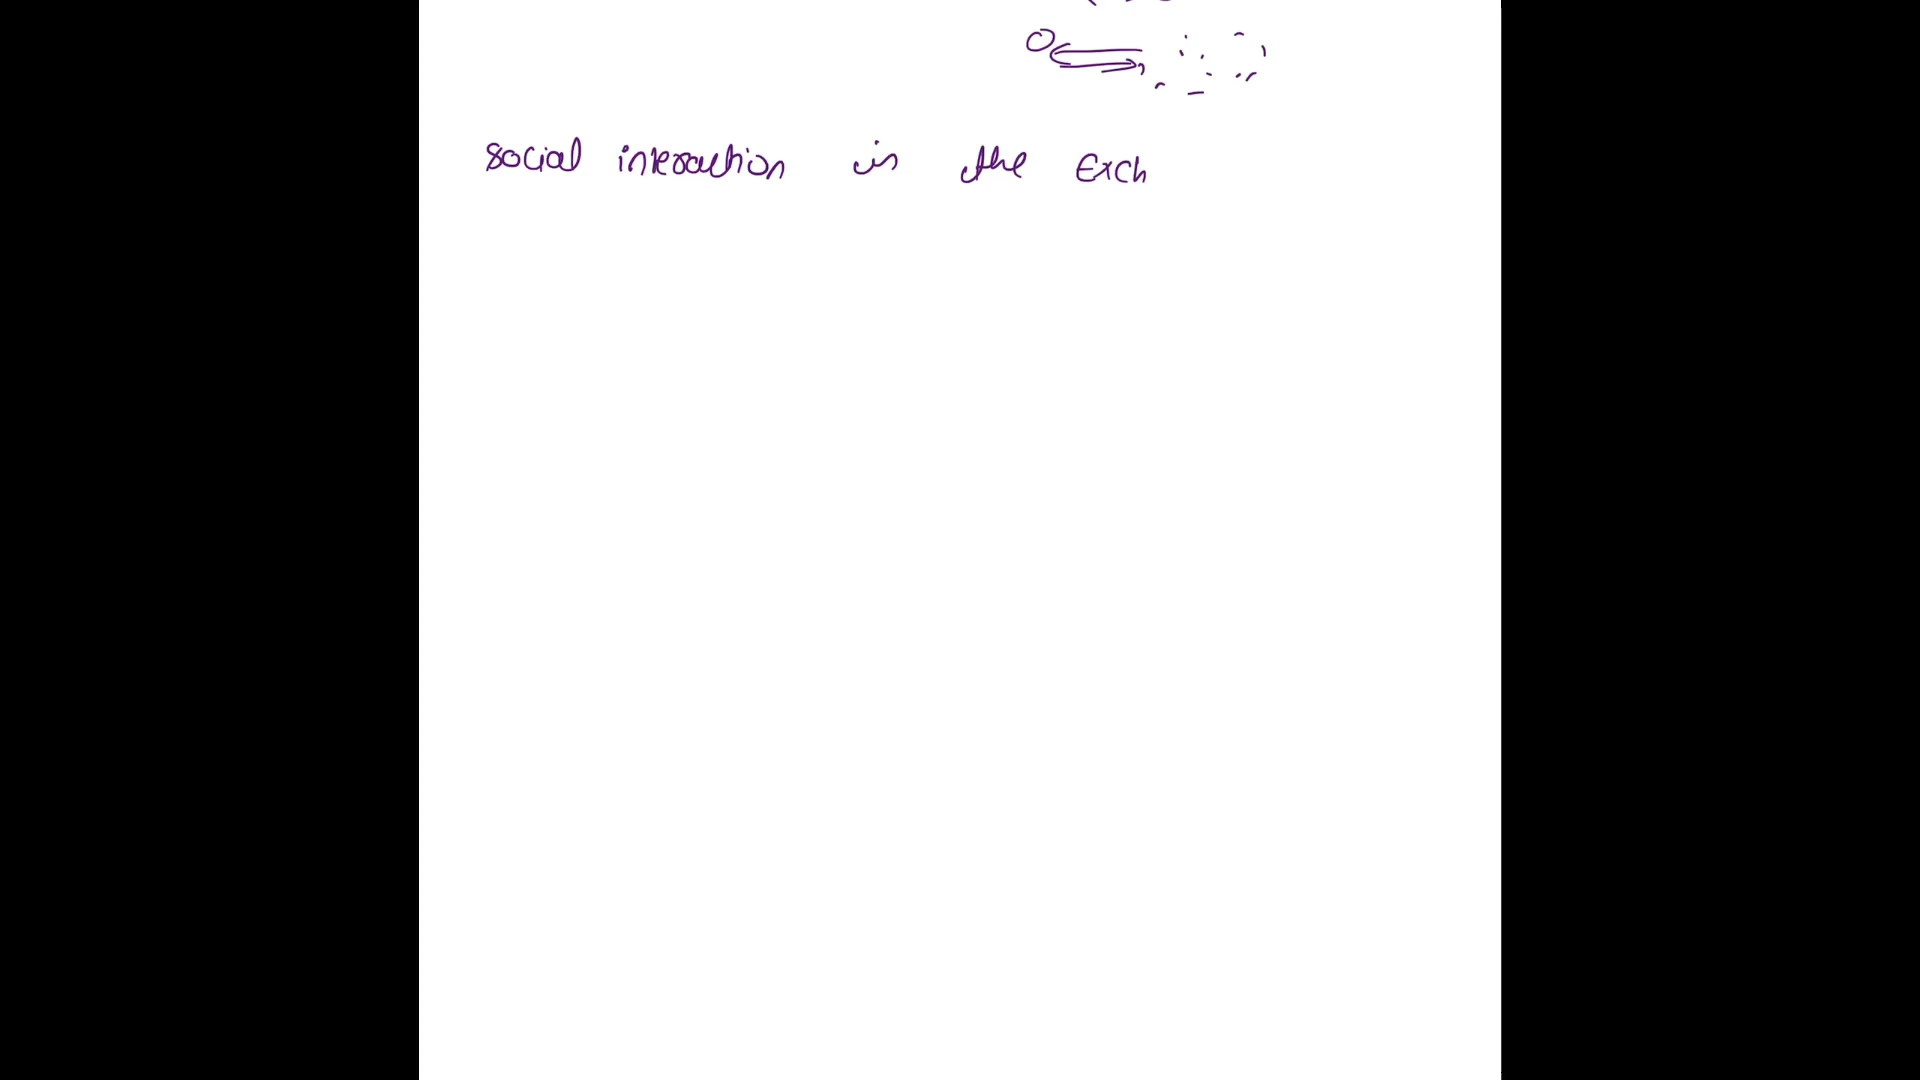 social interaction is the Exch